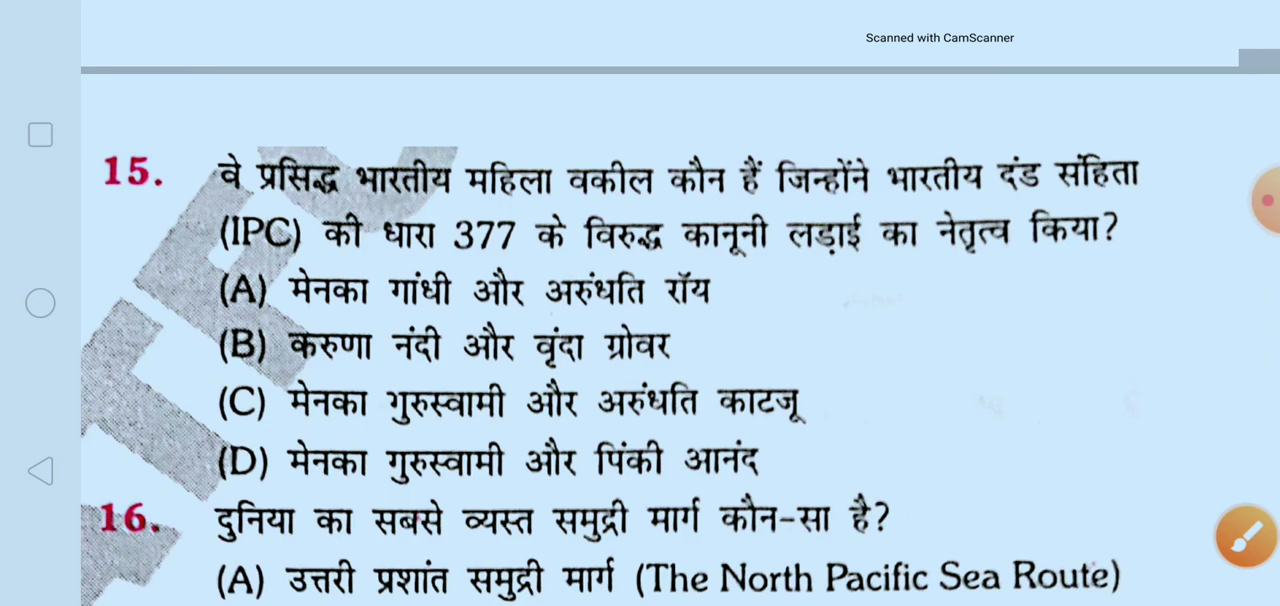 Scanned with CamScanner
15. वे प्रसिद्ध भारतीय महिला वकील कौन हैं जिन्होंने भारतीय दंड संहिता
(IPC) की धारा 377 के विरुद्ध कानूनी लड़ाई का नेतृत्व किया?
(A) मेनका गांधी और अरुंधति रॉय
(B) करुणा नंदी और वृंदा ग्रोवर
(C) मेनका गुरुस्वामी और अरुंधति काटजू
(D) मेनका गुरुस्वामी और पिंकी आनंद
16. दुनिया का सबसे व्यस्त समुद्री मार्ग कौन-सा है?
(A) उत्तरी प्रशांत समुद्री मार्ग (The North Pacific Sea Route)